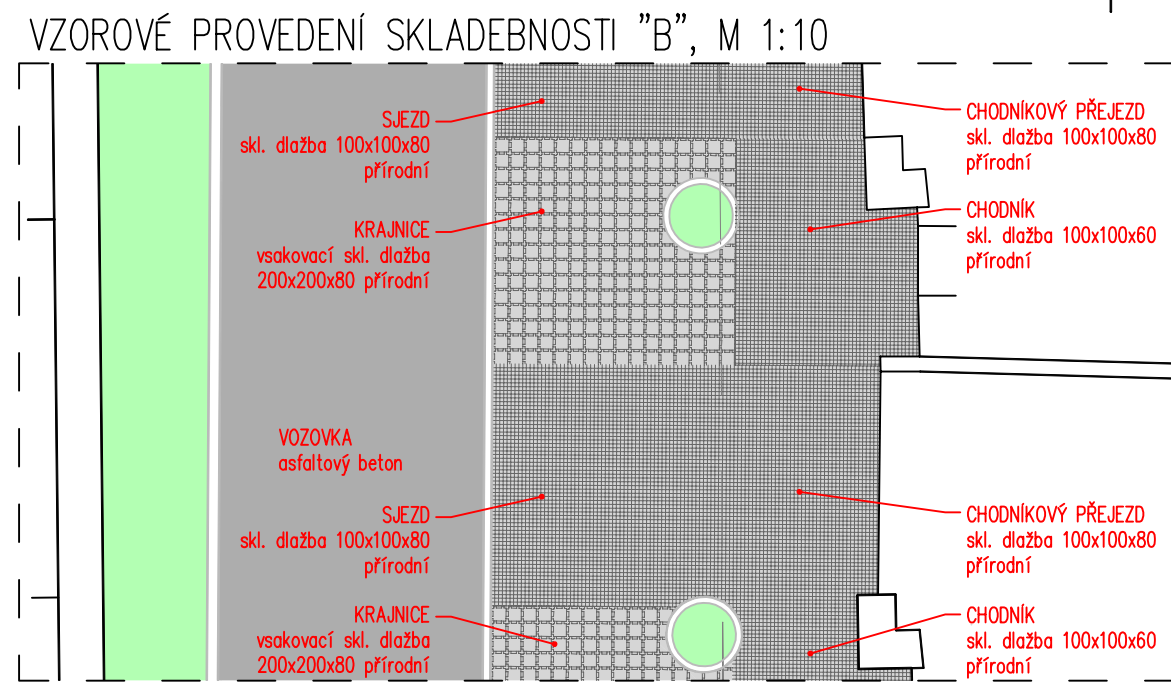 VZOROVÉ PROVEDENÍ SKLADEBNOSTI "B", M 1:10
SJEZD
skl. dlažba 100x100x80
přírodní
CHODNÍKOVÝ PŘEJEZD
skl. dlažba 100x100x80
přírodní
KRAJNICE
vsakovací skl. dlažba
200x200x80 přírodní
CHODNÍK
skl. dlažba 100x100x60
přírodní
VOZOVKA
asfaltový beton
SJEZD
skl. dlažba 100x100x80
přírodní
CHODNÍKOVÝ PŘEJEZD
skl. dlažba 100x100x80
přírodní
KRAJNICE
vsakovací skl. dlažba
200x200x80 přírodní
CHODNÍK
skl. dlažba 100x100x60
přírodní